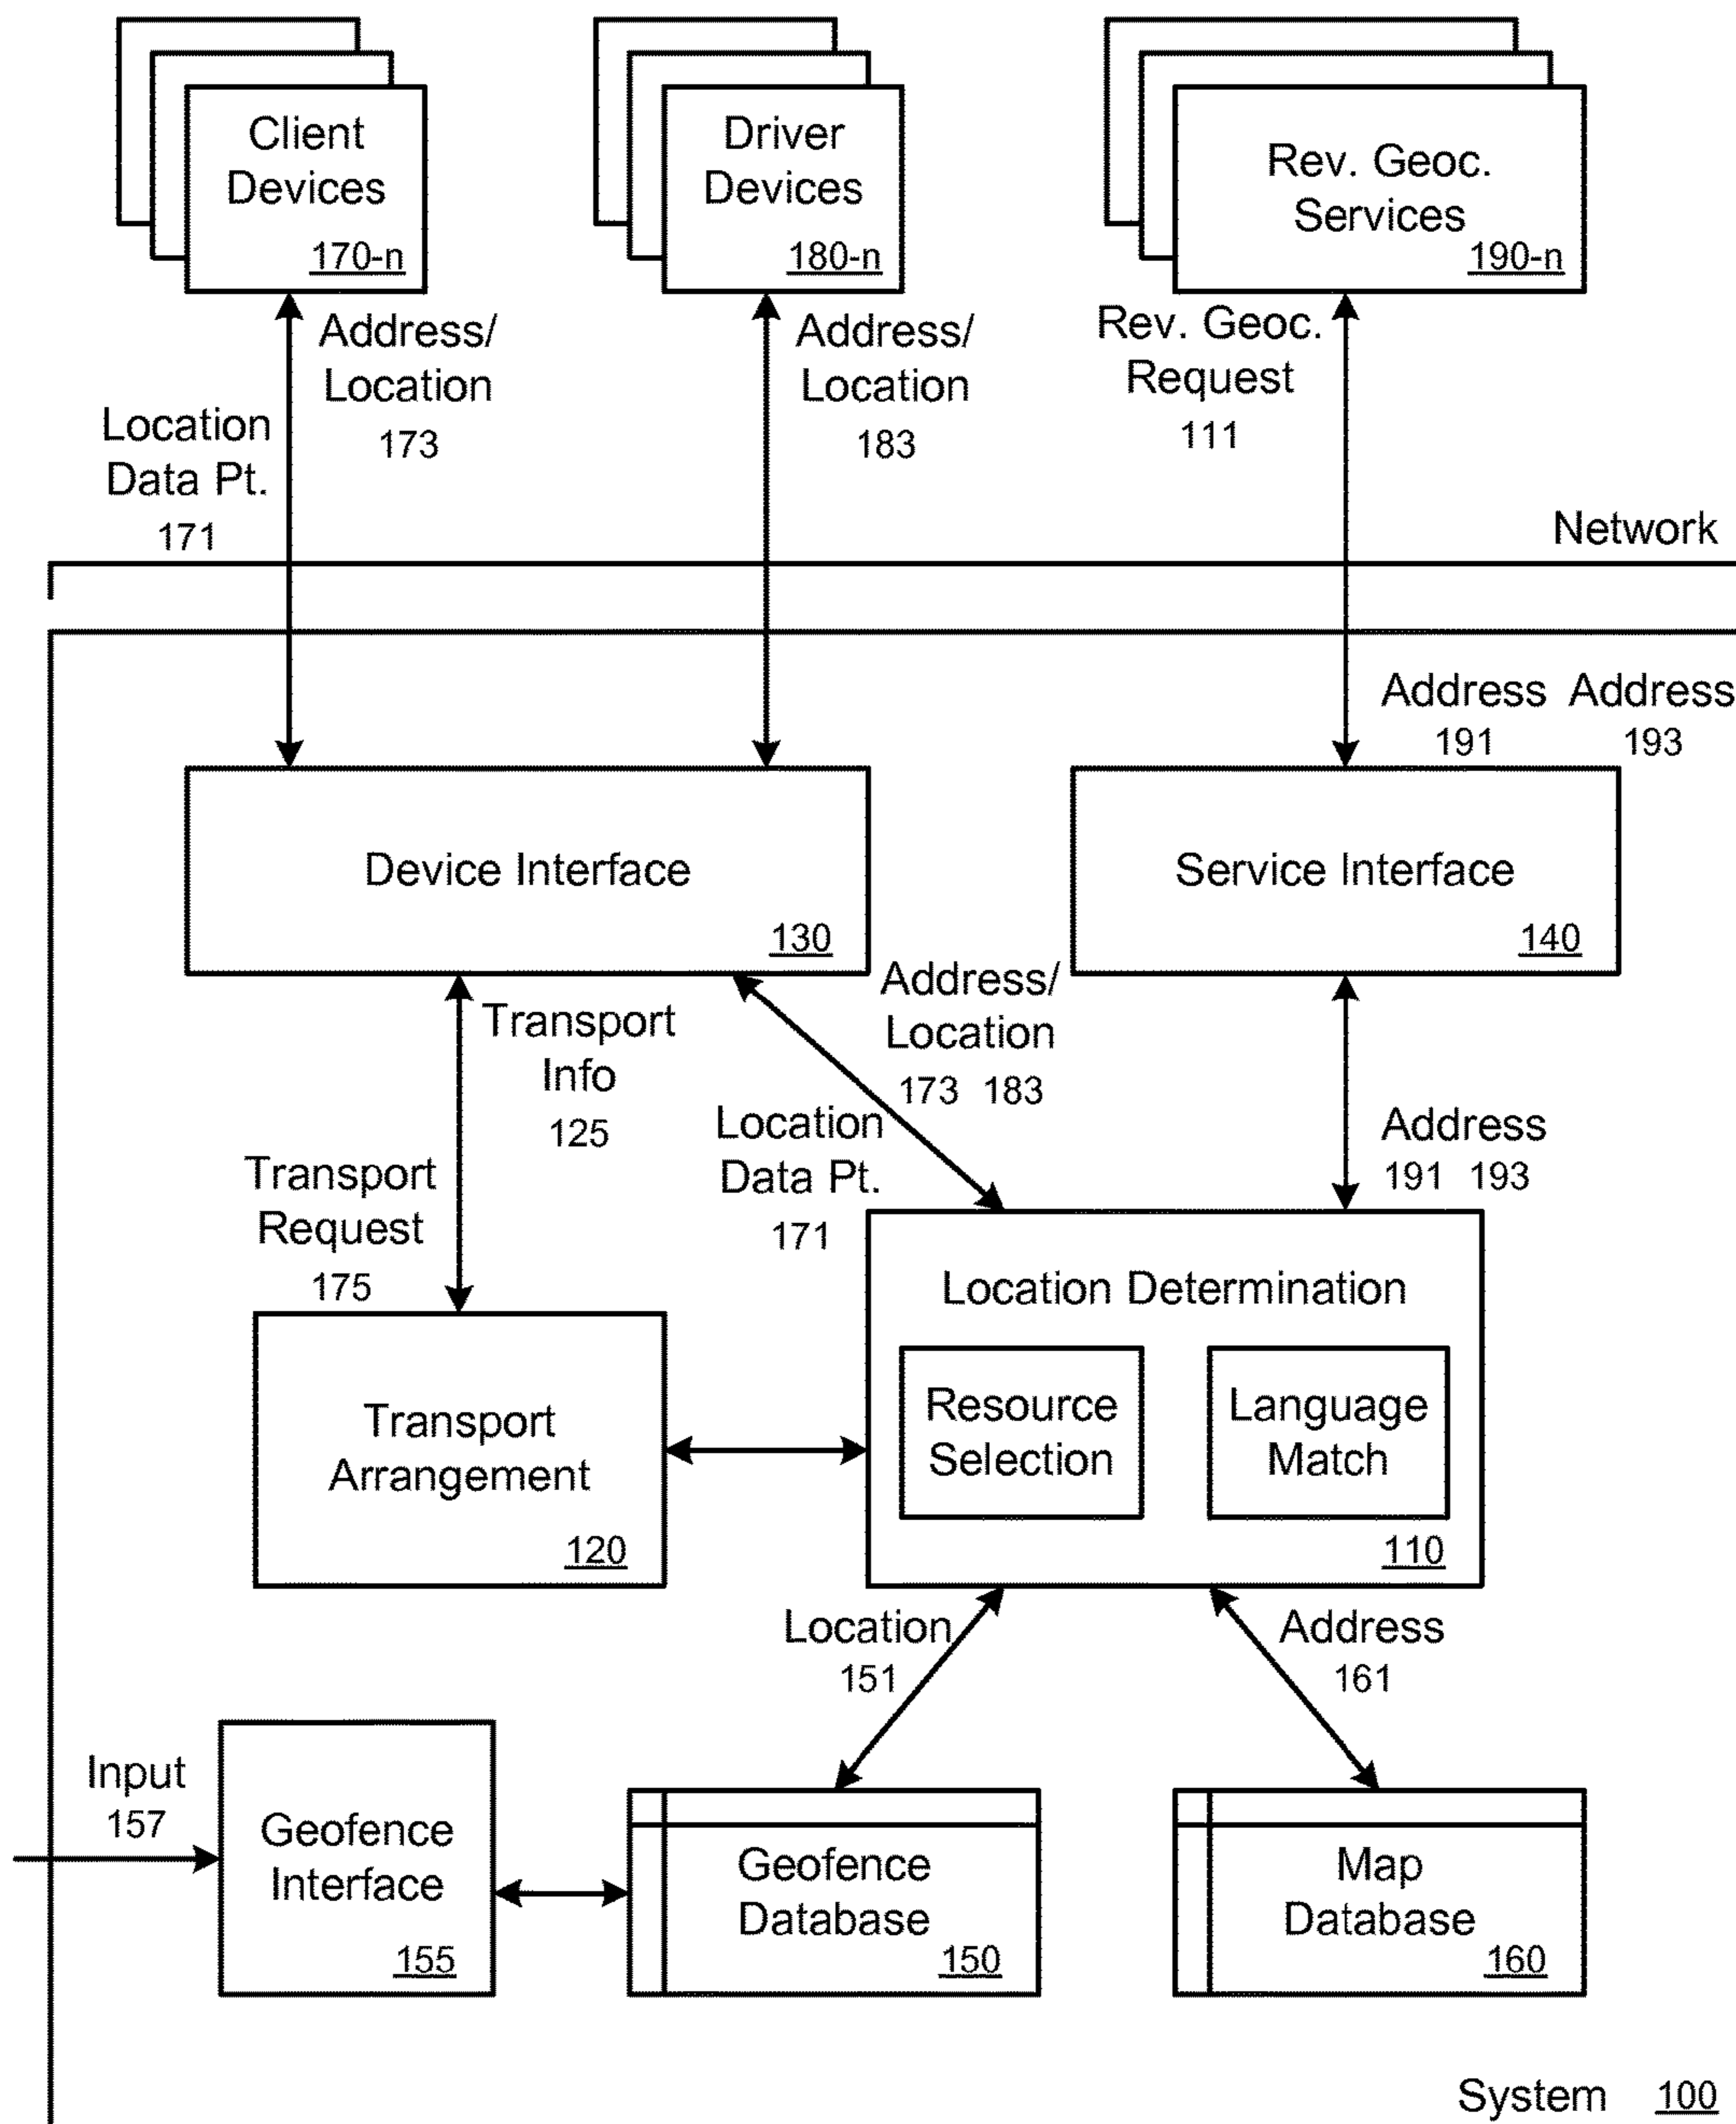 Client
Devices
170-n
Driver
Devices
180-n
Rev. Geoc.
Services
190-n
Address/
Location
173
Location
Data Pt.
171
Address/
Location
183
Rev. Geoc.
Request
111
Network
Address Address
191 193
Device Interface
130
Service Interface
140
Transport
Info
125
Transport
Request
175
Address/
Location
173 183
Location
Data Pt.
171
Address
191 193
Location Determination
Resource
Selection
Language
Match
110
Transport
Arrangement
120
Location
151
Address
161
Input
157
Geofence
Interface
155
Geofence
Database
150
Map
Database
160
System 100